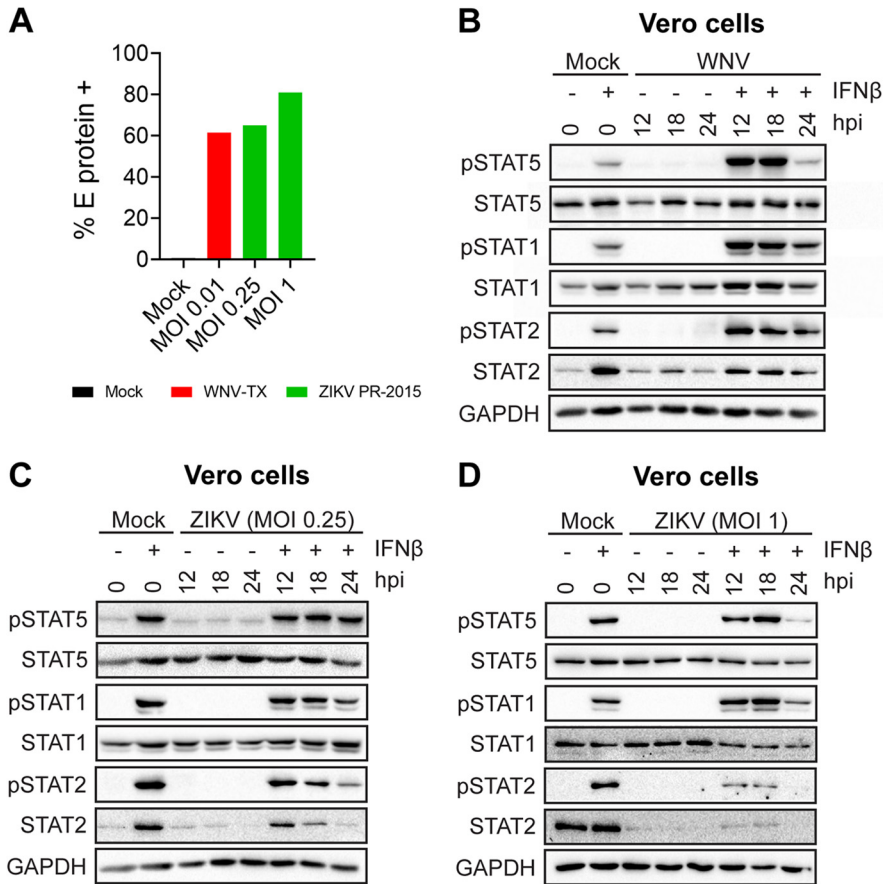 A
% E protein +
100
80
60
40
20
0
Mock
MOI 0.01
MOI 0.25
MOI 1
Mock
WNV-TX
ZIKV PR-2015
B
Vero cells
Mock WNV
- + - - - + + + IFNβ
0 0 12 18 24 12 18 24 hpi
pSTAT5
STAT5
pSTAT1
STAT1
pSTAT2
STAT2
GAPDH
C
Vero cells
Mock ZIKV (MOI 0.25)
- + - - - + + + IFNβ
0 0 12 18 24 12 18 24 hpi
pSTAT5
STAT5
pSTAT1
STAT1
pSTAT2
STAT2
GAPDH
D
Vero cells
Mock ZIKV (MOI 1)
- + - - - + + + IFNβ
0 0 12 18 24 12 18 24 hpi
pSTAT5
STAT5
pSTAT1
STAT1
pSTAT2
STAT2
GAPDH